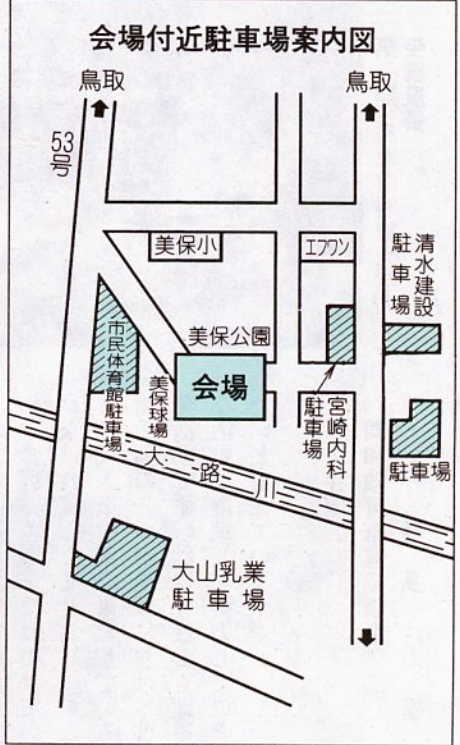 会場付近駐車場案内図
鳥取
鳥取
53号
美保小
エフワン
清水建設
駐車場
市民体育館駐車場
美保公園
会場
美保球場
宮崎内科
駐車場
駐車場
大路川
大山乳業
駐車場